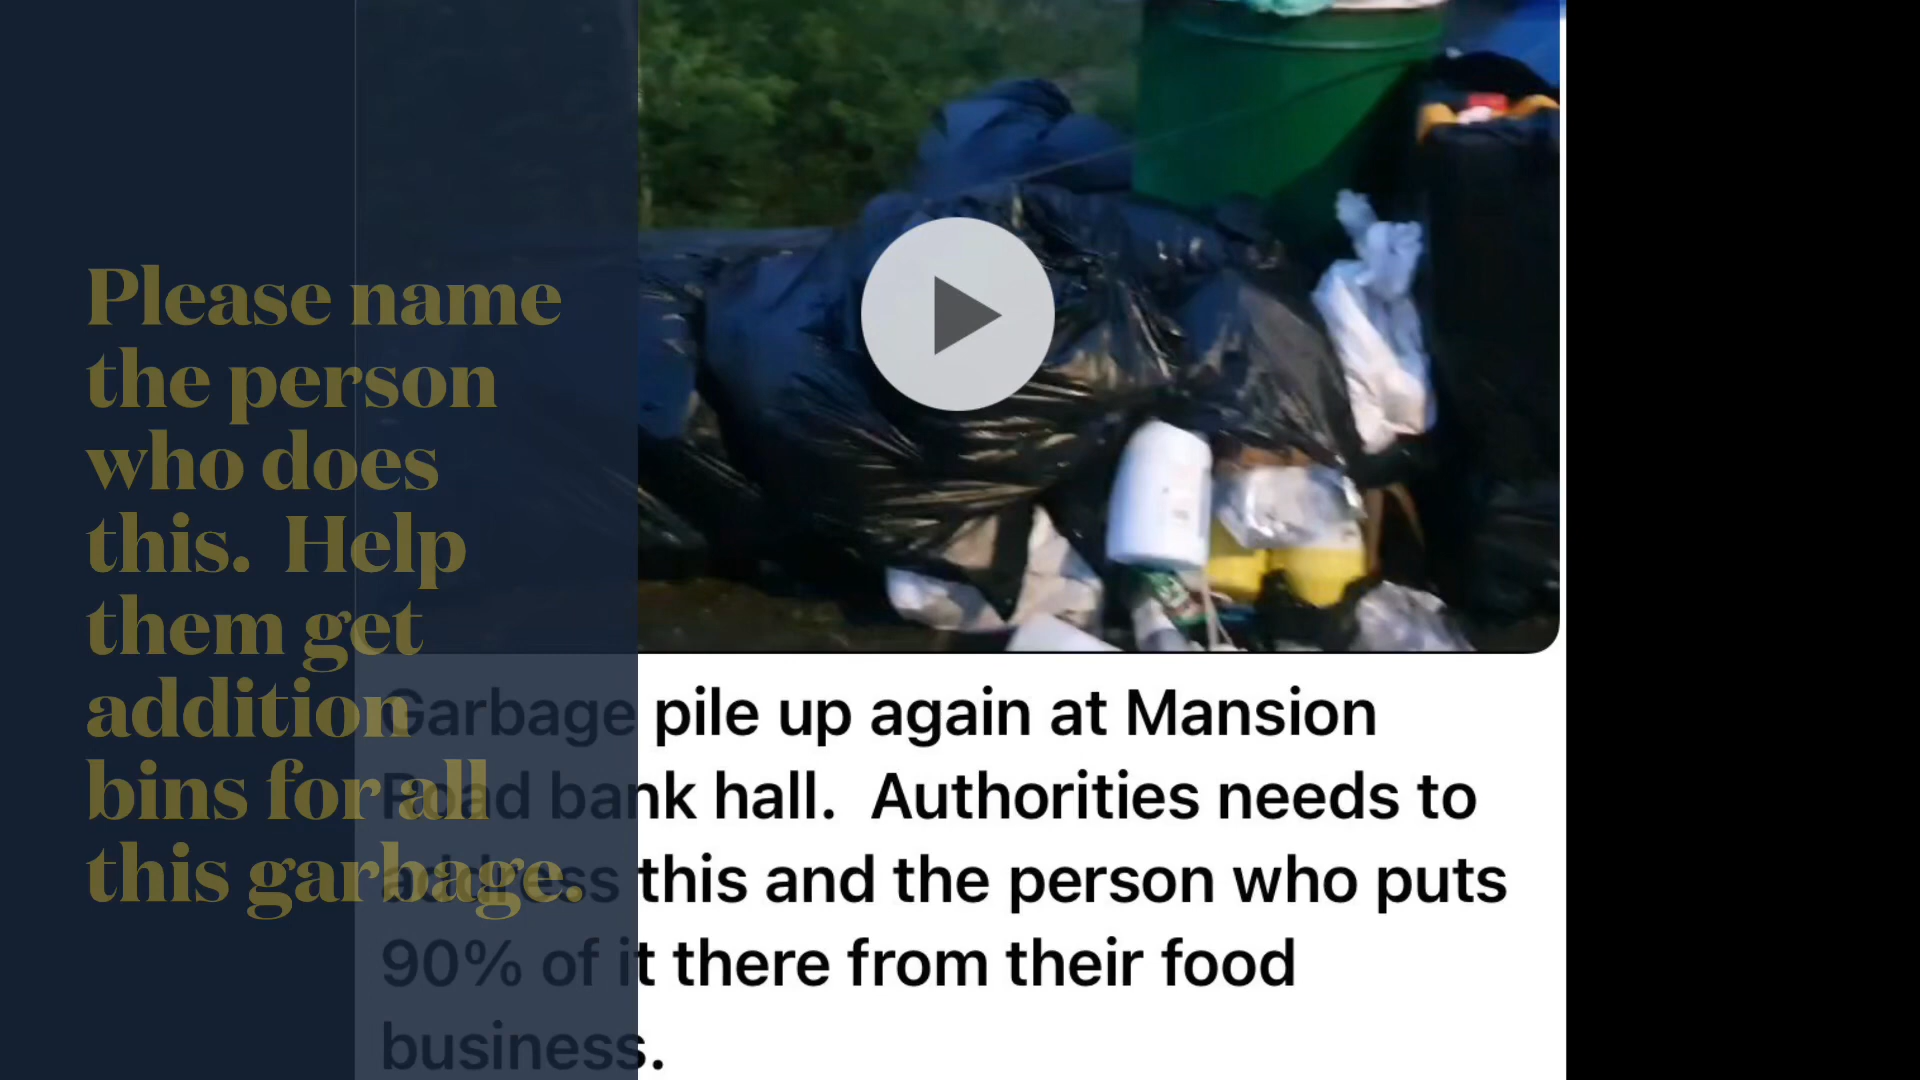 Please name
the person
who does
this.  Help
them get
addition
bins for all
this garbage.
Garbage pile up again at Mansion
Road bank hall.  Authorities needs to
address this and the person who puts
90% of it there from their food
business.